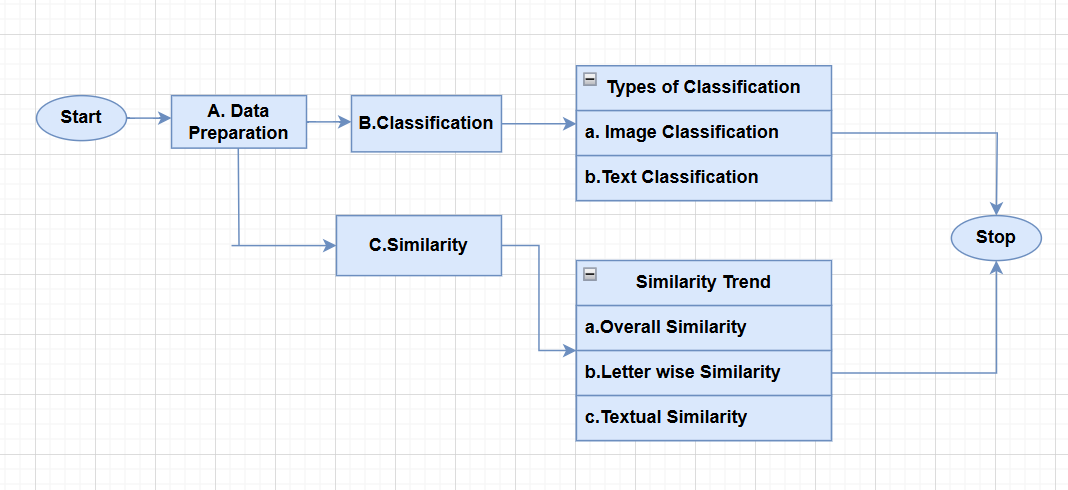 Start
A. Data
Preparation
B.Classification
Types of Classification
a. Image Classification
b.Text Classification
C.Similarity
Stop
Similarity Trend
a.Overall Similarity
b.Letter wise Similarity
c.Textual Similarity